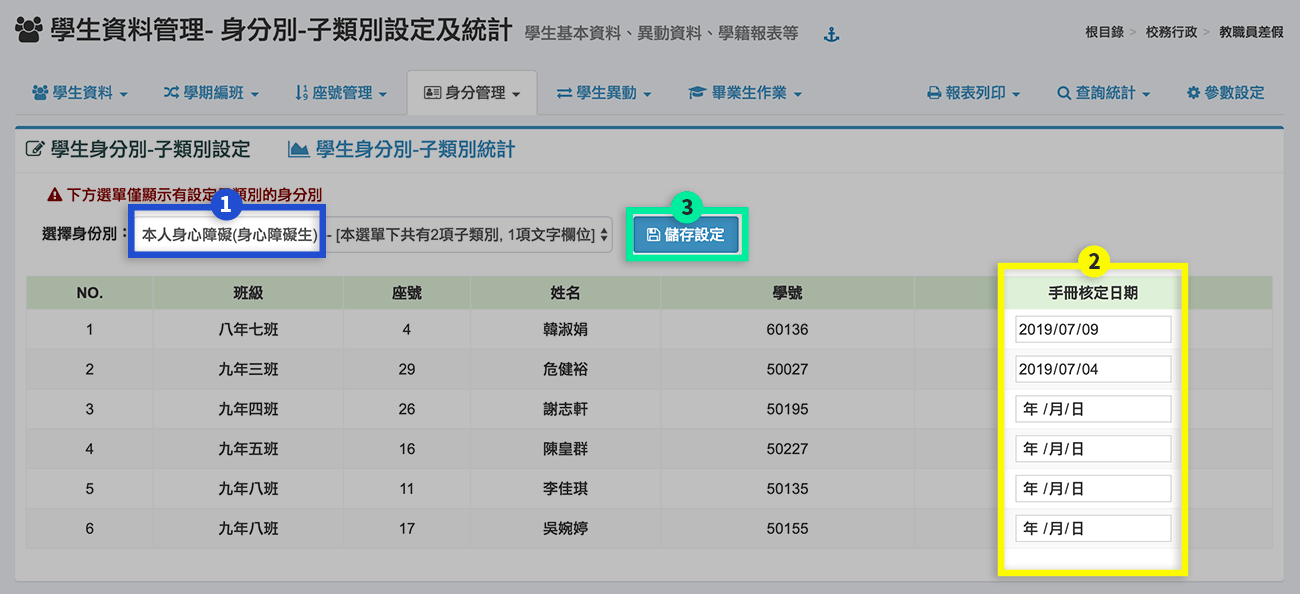 學生資料管理- 身分別-子類別設定及統計 學生基本資料、異動資料、學籍報表等 根目錄 > 校務行政 > 教職員差假
學生資料 學期編班 座號管理 身分管理 學生異動 畢業生作業 報表列印 查詢統計 參數設定
學生身分別-子類別設定 學生身分別-子類別統計
下方選單僅顯示有設定子類別的身分別
1
3
選擇身份別： 本人身心障礙(身心障礙生) - [本選單下共有2項子類別, 1項文字欄位] 儲存設定
2
NO. 班級 座號 姓名 學號 手冊核定日期
1 八年七班 4 韓淑娟 60136 2019/07/09
2 九年三班 29 危健裕 50027 2019/07/04
3 九年四班 26 謝志軒 50195 年 /月/日
4 九年五班 16 陳皇群 50227 年 /月/日
5 九年八班 11 李佳琪 50135 年 /月/日
6 九年八班 17 吳婉婷 50155 年 /月/日